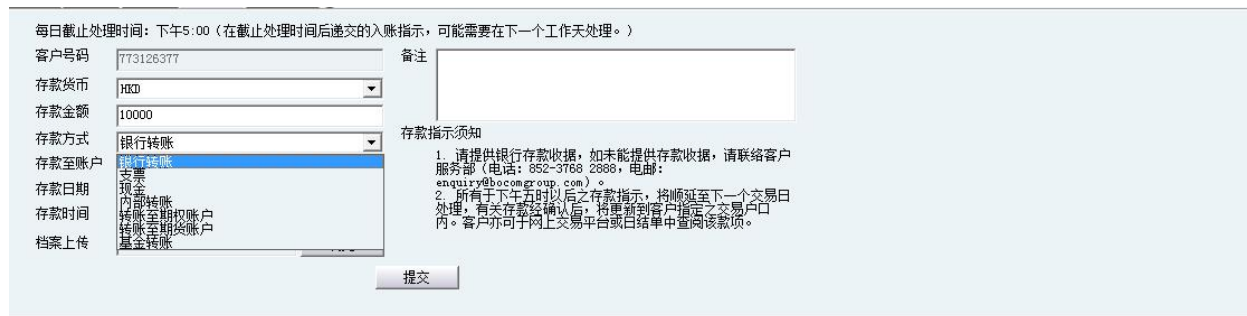 每日截止处理时间：下午5:00（在截止处理时间后递交的入账指示，可能需要在下一个工作天处理。）
客户号码 773126377 备注
存款货币 HKD
存款金额 10000
存款方式 银行转账 存款指示须知
存款至账户 银行转账
支票
存款日期 现金
内部转账
存款时间 转账至期权账户
转账至期货账户
档案上传 基金转账
1. 请提供银行存款收据，如未能提供存款收据，请联络客户
服务部（电话：852-3768 2888，电邮：
enquiry@bocomgroup.com）。
2. 所有于下午五时以后之存款指示，将顺延至下一个交易日
处理，有关存款经确认后，将更新到客户指定之交易户口
内。客户亦可于网上交易平台或日结单中查阅该款项。
提交